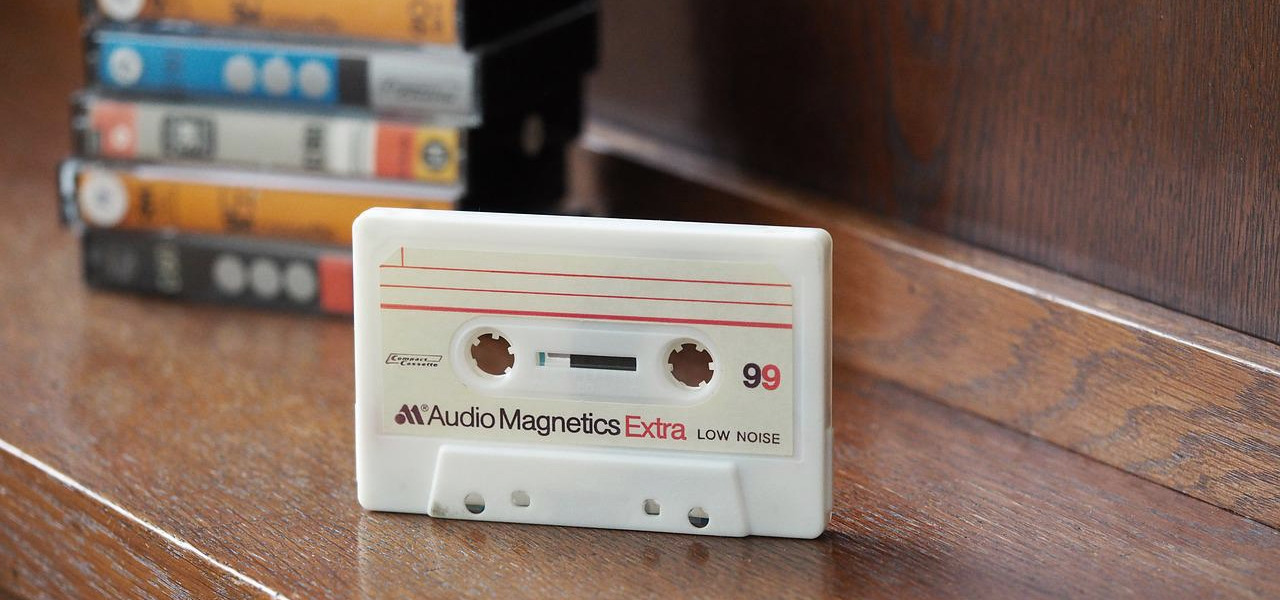 Compact
Cassette
99
® Audio Magnetics Extra LOW NOISE